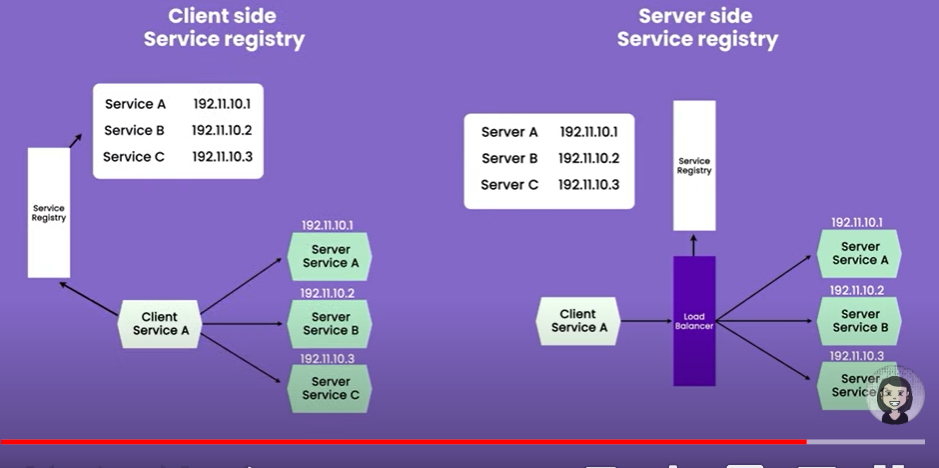 Client side
Service registry
Service A 192.11.10.1
Service B 192.11.10.2
Service C 192.11.10.3
Service
Registry
Client
Service A
192.11.10.1
Server
Service A
192.11.10.2
Server
Service B
192.11.10.3
Server
Service C
Server side
Service registry
Server A 192.11.10.1
Server B 192.11.10.2
Server C 192.11.10.3
Service
Registry
Client
Service A
Load
Balancer
192.11.10.1
Server
Service A
192.11.10.2
Server
Service B
192.11.10.3
Server
Service